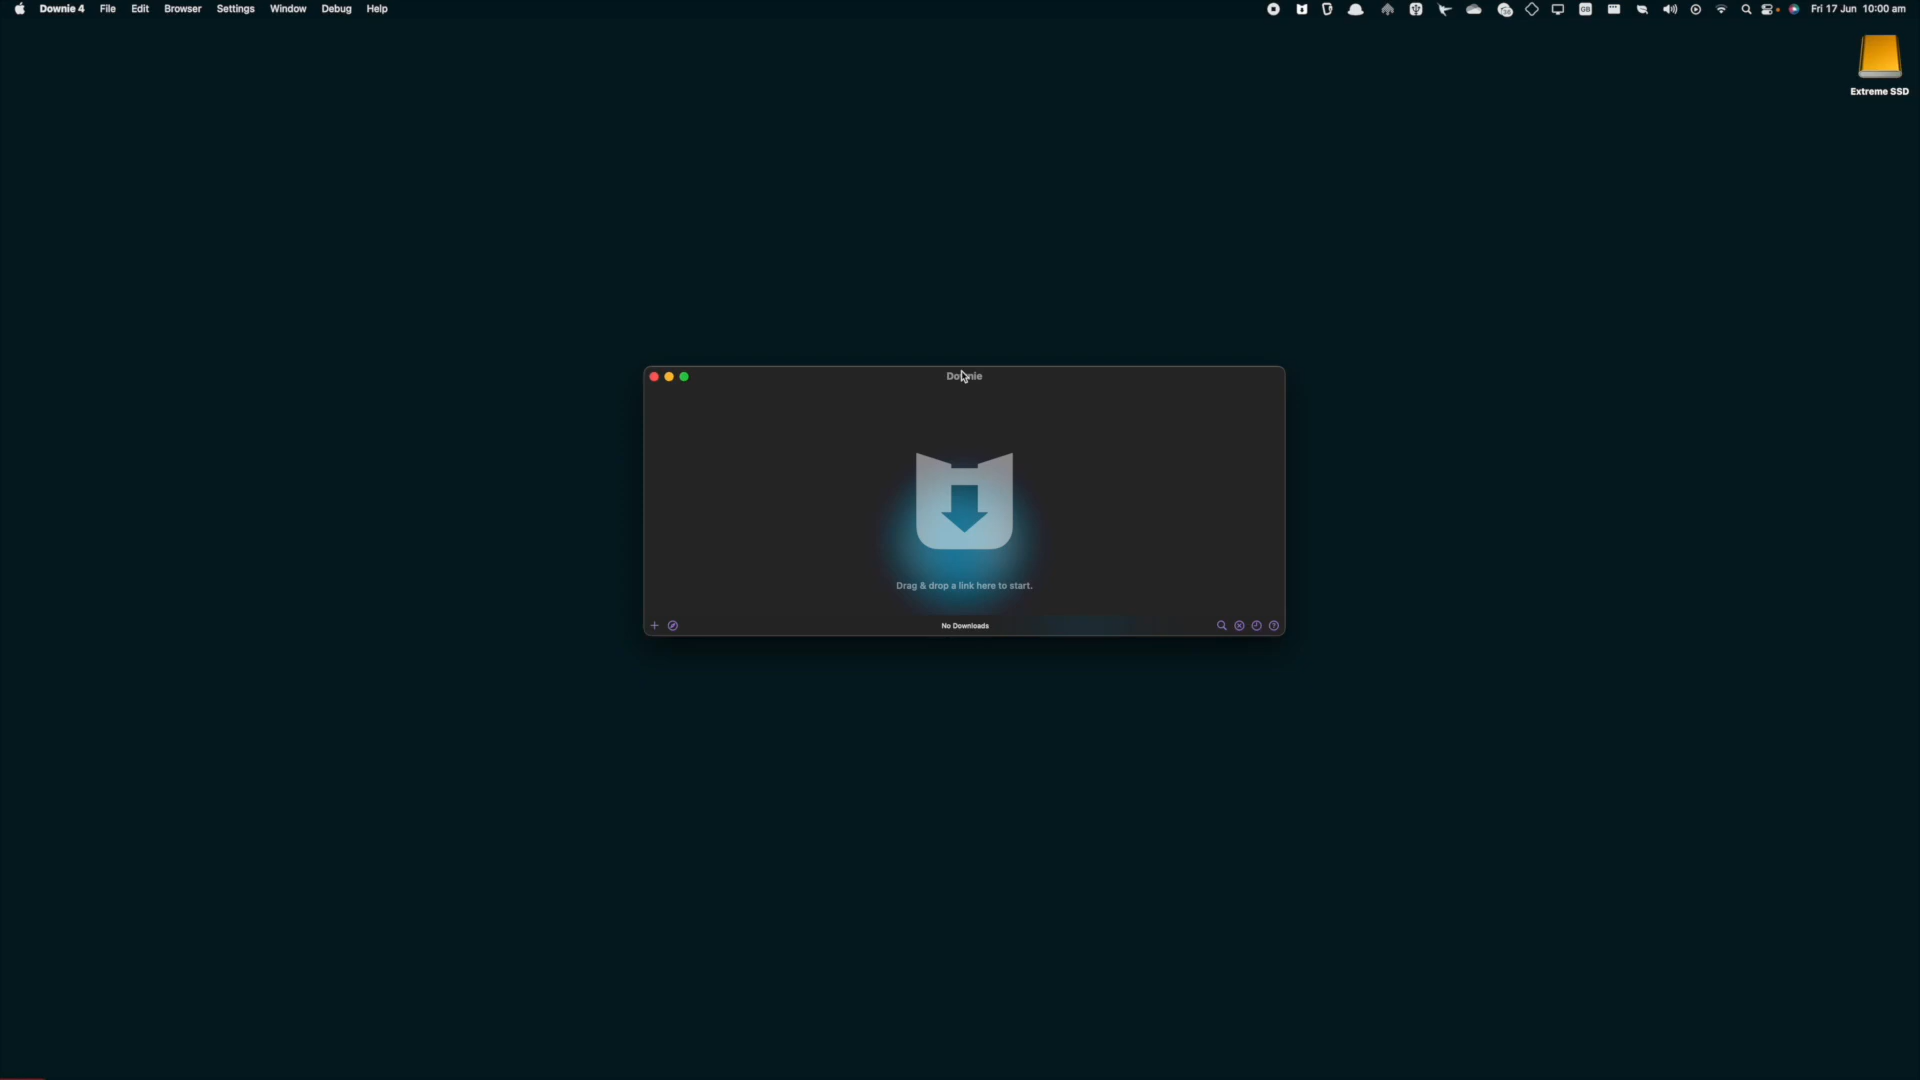 Downie 4 File Edit Browser Settings Window Debug Help Fri 17 Jun 10:00 am
Extreme SSD
Downie
Drag & drop a link here to start.
No Downloads